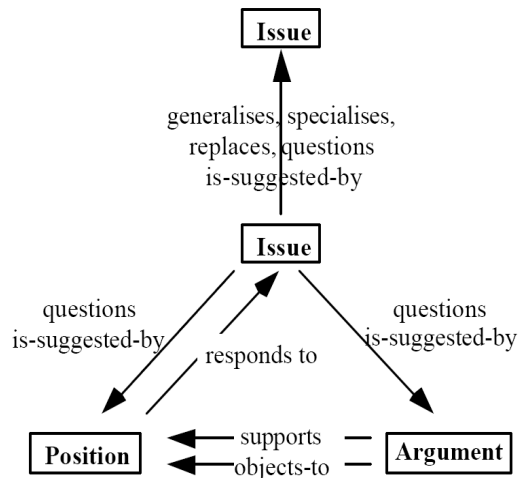 Issue
generalises, specialises,
replaces, questions
is-suggested-by
Issue
questions
is-suggested-by
responds to
questions
is-suggested-by
Position
supports
objects-to
Argument